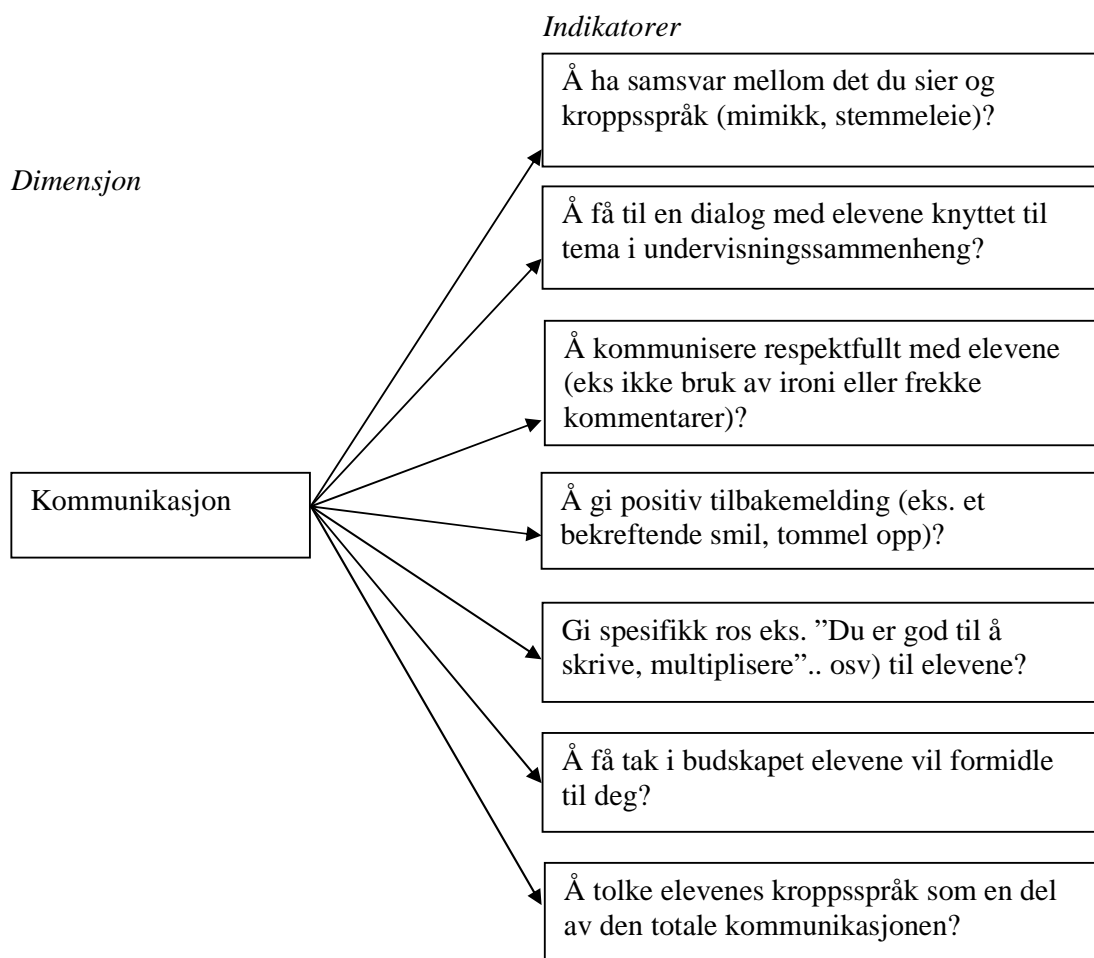 Indikatorer
Å ha samsvar mellom det du sier og
kroppsspråk (mimikk, stemmeleie)?
Dimensjon
Å få til en dialog med elevene knyttet til
tema i undervisningssammenheng?
Å kommunisere respektfullt med elevene
(eks ikke bruk av ironi eller frekke
kommentarer)?
Kommunikasjon
Å gi positiv tilbakemelding (eks. et
bekreftende smil, tommel opp)?
Gi spesifikk ros eks. ”Du er god til å
skrive, multiplisere”.. osv) til elevene?
Å få tak i budskapet elevene vil formidle
til deg?
Å tolke elevenes kroppsspråk som en del
av den totale kommunikasjonen?